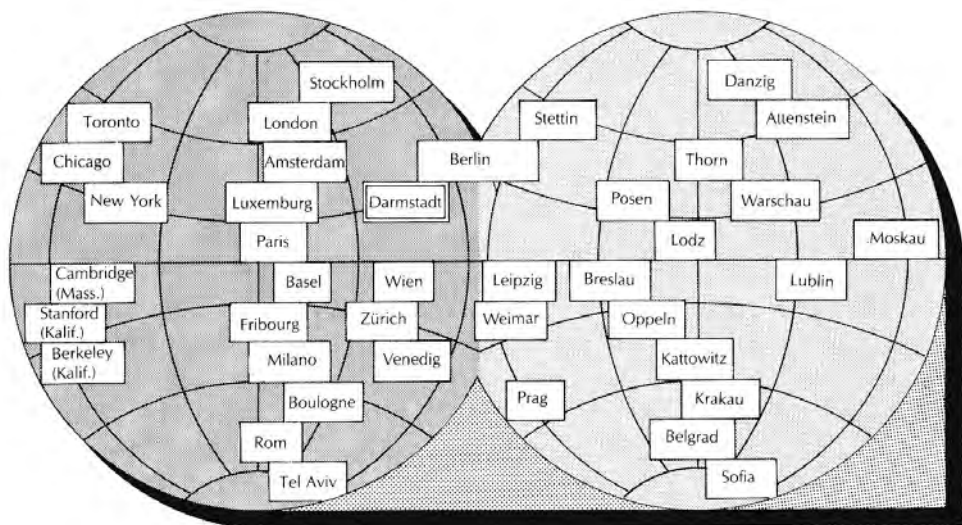 Stockholm
Toronto
London
Chicago
Amsterdam
New York
Luxemburg
Darmstadt
Paris
Berlin
Cambridge
(Mass.)
Basel
Wien
Stanford
(Kalif.)
Fribourg
Zürich
Berkeley
(Kalif.)
Milano
Venedig
Boulogne
Rom
Tel Aviv
Danzig
Stettin
Attenstein
Thorn
Posen
Warschau
Lodz
Moskau
Leipzig
Breslau
Lublin
Weimar
Oppeln
Kattowitz
Prag
Krakau
Belgrad
Sofia